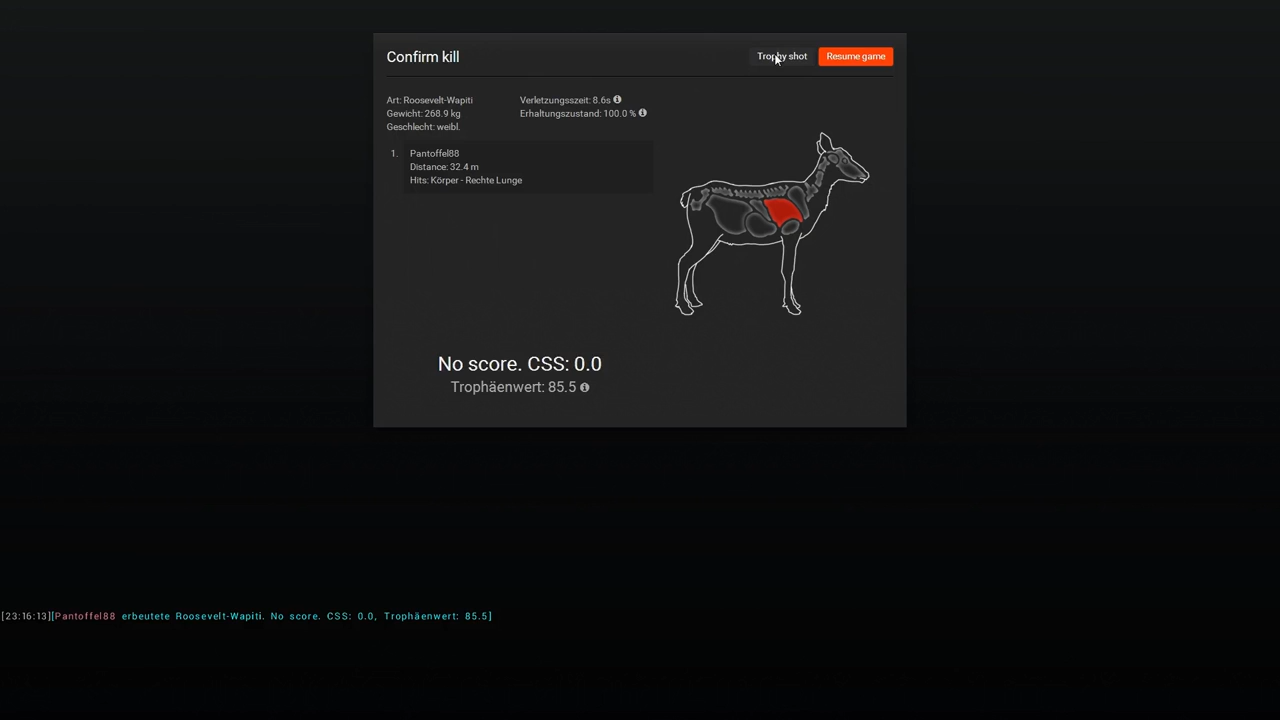 Confirm kill
Trophy shot
Resume game
Art: Roosevelt-Wapiti
Gewicht: 268.9 kg
Geschlecht: weibl.
Verletzungsszeit: 8.6s
Erhaltungszustand: 100.0 %
1.
Pantoffel88
Distance: 32.4 m
Hits: Körper - Rechte Lunge
No score. CSS: 0.0
Trophäenwert: 85.5
[23:16:13][Pantoffel88 erbeutete Roosevelt-Wapiti. No score. CSS: 0.0, Trophäenwert: 85.5]